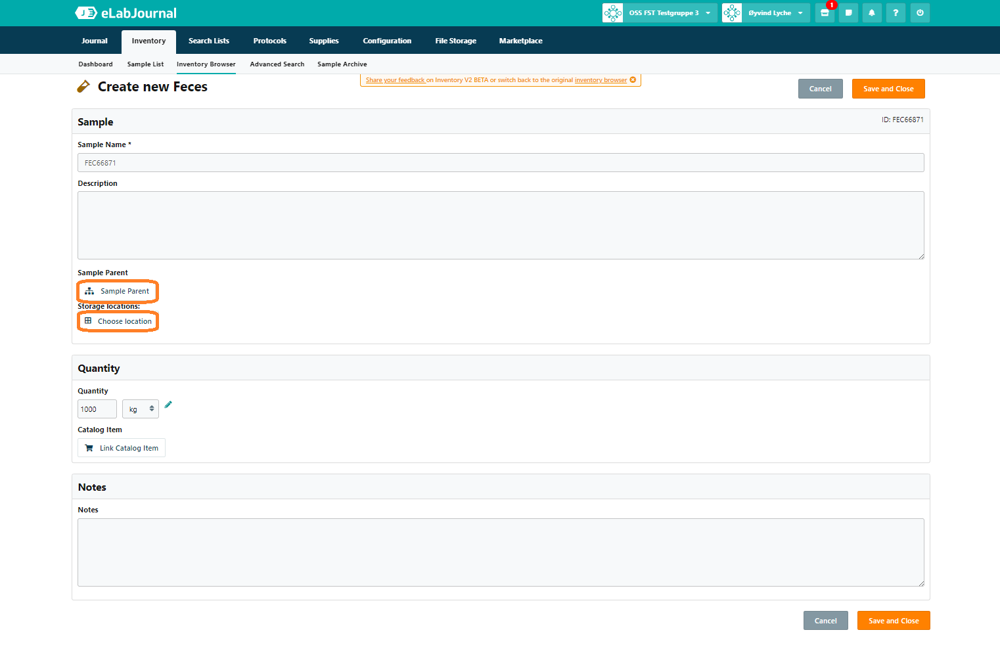 eLabJournal
OSS FST Testgruppe 3
Øyvind Lyche
1
?
Journal
Inventory
Search Lists
Protocols
Supplies
Configuration
File Storage
Marketplace
Dashboard
Sample List
Inventory Browser
Advanced Search
Sample Archive
Create new Feces
Share your feedback on Inventory V2 BETA or switch back to the original inventory browser
Cancel
Save and Close
Sample
ID: FEC66871
Sample Name *
FEC66871
Description
Sample Parent
Sample Parent
Storage locations:
Choose location
Quantity
Quantity
1000
kg
Catalog Item
Link Catalog Item
Notes
Notes
Cancel
Save and Close